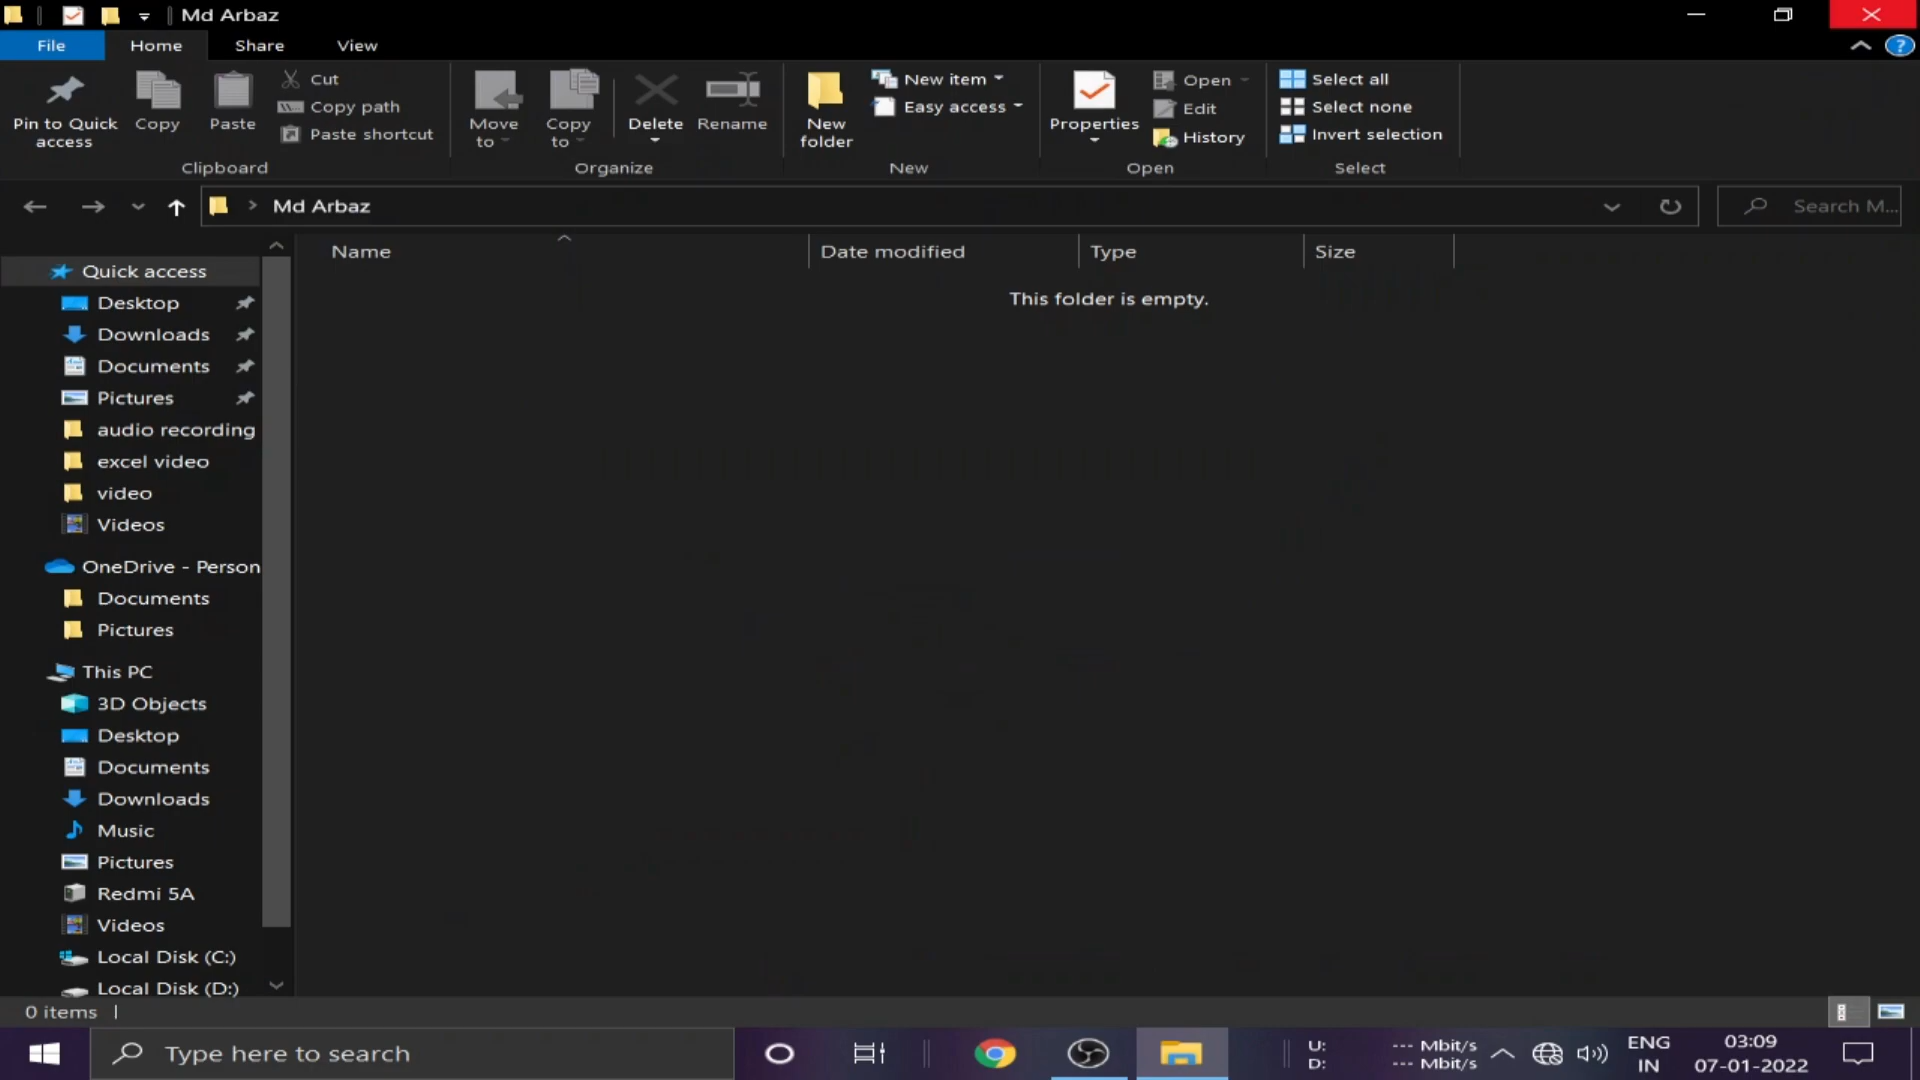 Md Arbaz
File Home Share View
Pin to Quick access
Copy
Paste
Cut
Copy path
Paste shortcut
Clipboard
Move to
Copy to
Delete
Rename
Organize
New folder
New item
Easy access
New
Properties
Open
Edit
History
Open
Select all
Select none
Invert selection
Select
Md Arbaz
Search M...
Name Date modified Type Size
This folder is empty.
Quick access
Desktop
Downloads
Documents
Pictures
audio recording
excel video
video
Videos
OneDrive - Person
Documents
Pictures
This PC
3D Objects
Desktop
Documents
Downloads
Music
Pictures
Redmi 5A
Videos
Local Disk (C:)
Local Disk (D:)
0 items
Type here to search
U: --- Mbit/s
D: --- Mbit/s
ENG
IN
03:09
07-01-2022